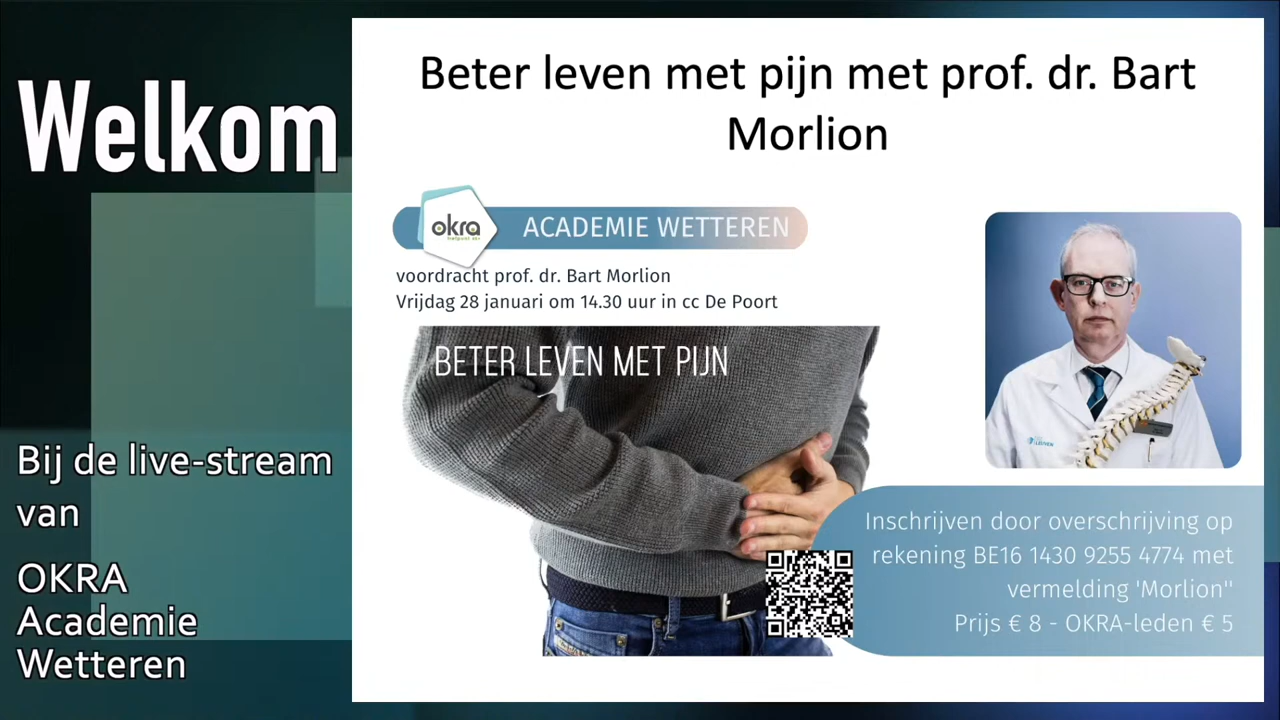 Welkom
Bij de live-stream
van
OKRA
Academie
Wetteren
Beter leven met pijn met prof. dr. Bart
Morlion
okra
trefpunt 55+
ACADEMIE WETTEREN
voordracht prof. dr. Bart Morlion
Vrijdag 28 januari om 14.30 uur in cc De Poort
BETER LEVEN MET PIJN
LEUVEN
Inschrijven door overschrijving op
rekening BE16 1430 9255 4774 met
vermelding 'Morlion"
Prijs € 8 - OKRA-leden € 5